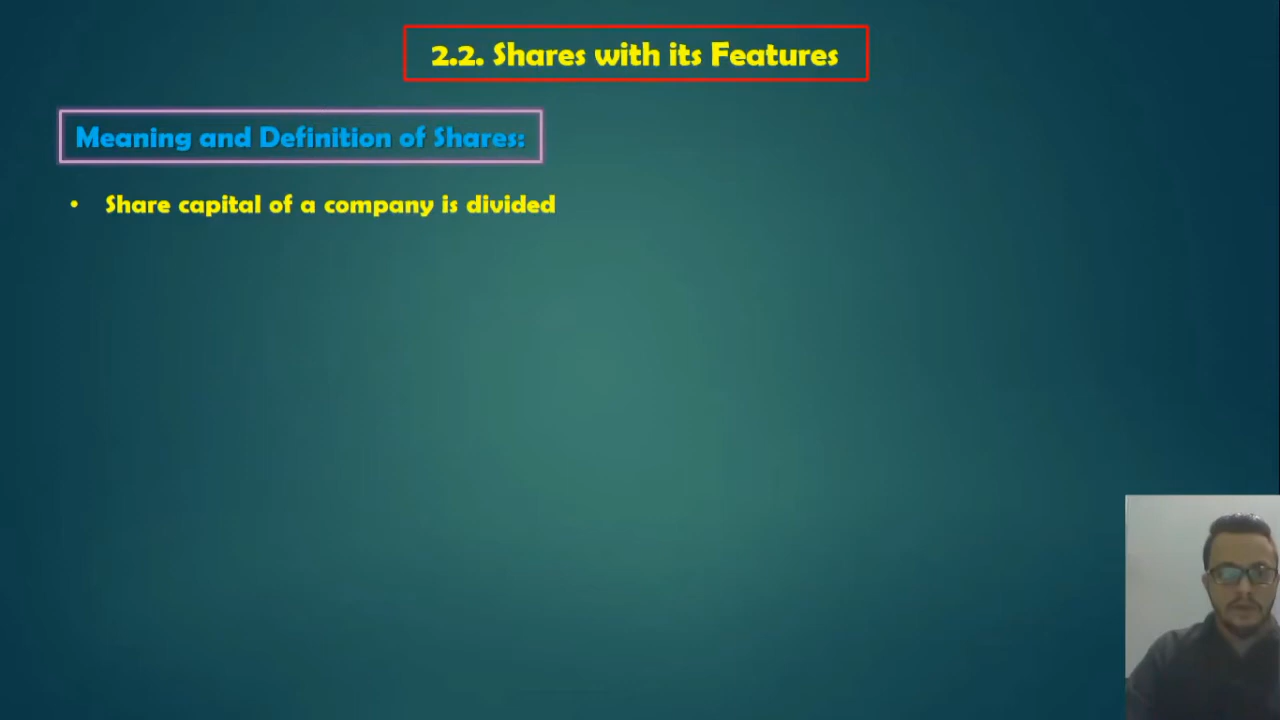 2.2. Shares with its Features
Meaning and Definition of Shares:
• Share capital of a company is divided